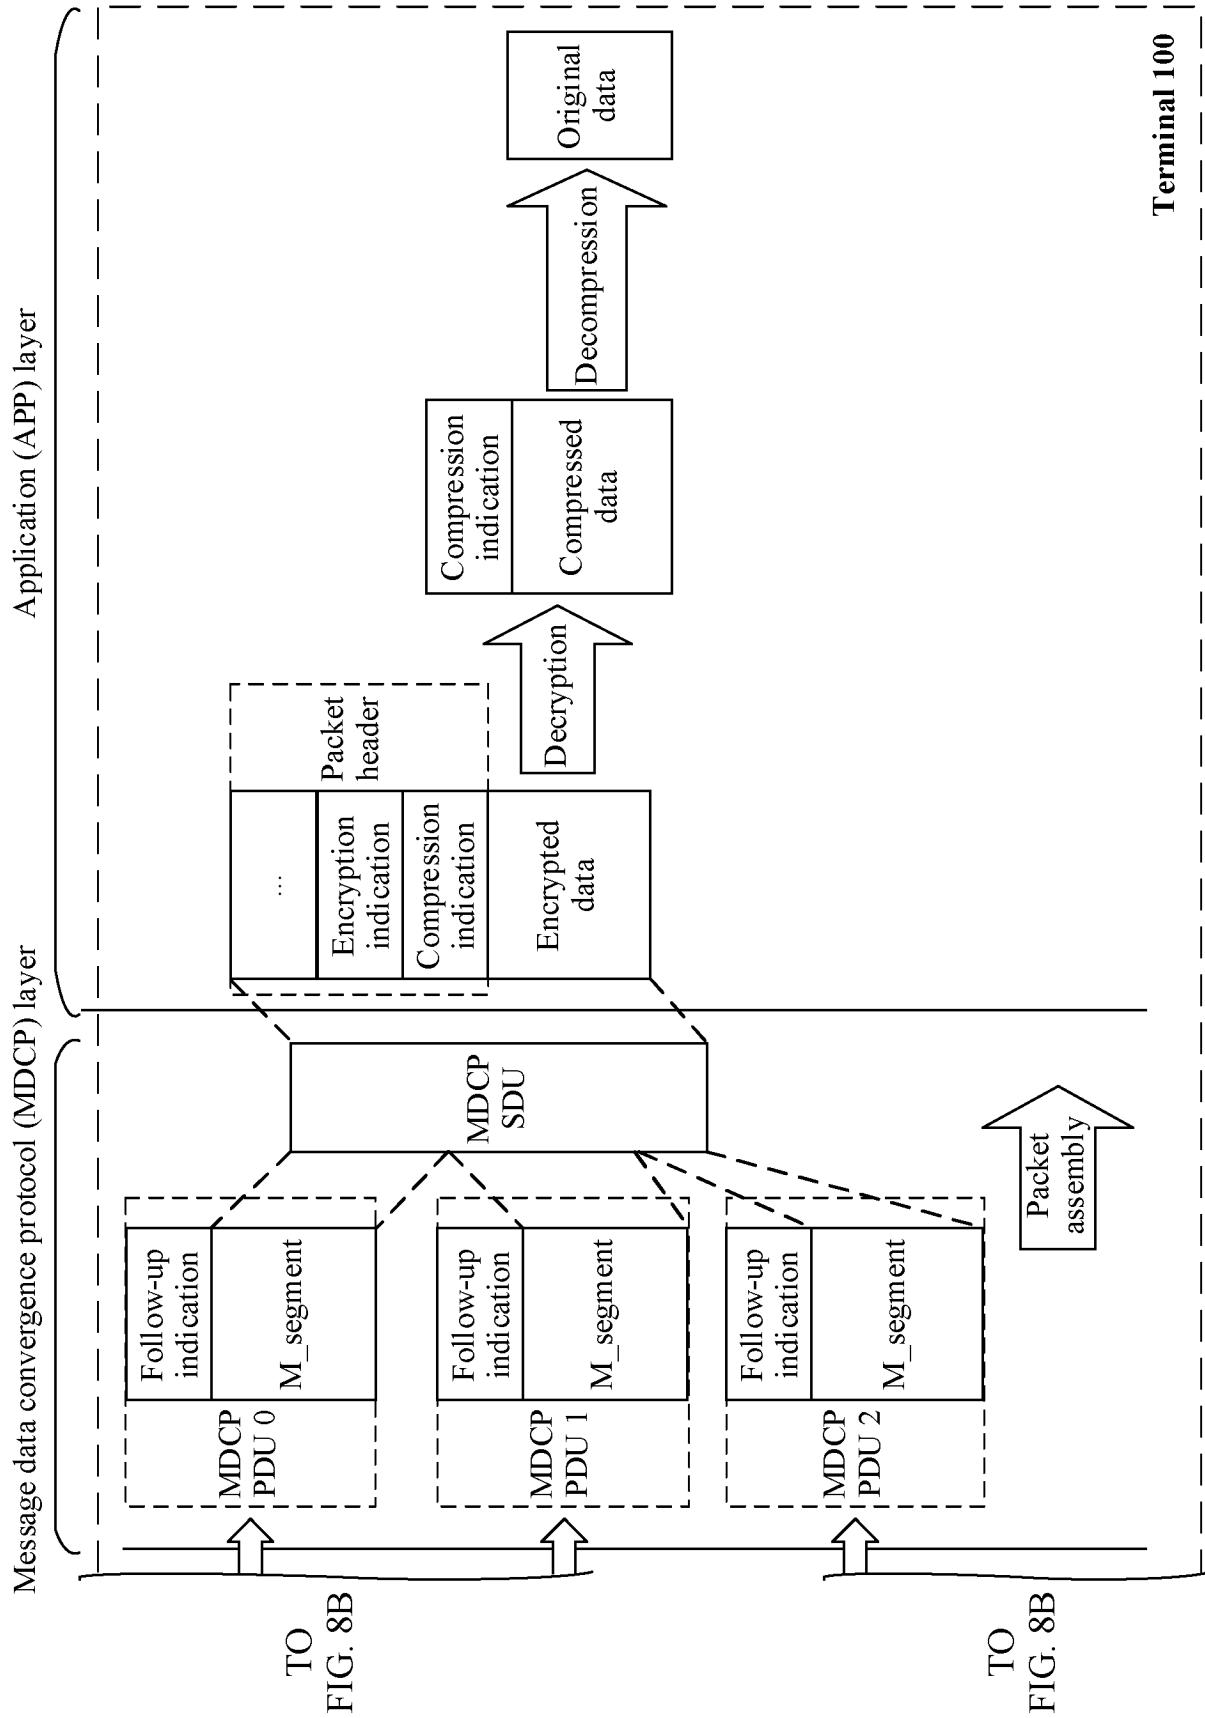 Message data convergence protocol (MDCP) layer
Application (APP) layer
TO
FIG. 8B
TO
FIG. 8B
MDCP
PDU 0
Follow-up
indication
M_segment
MDCP
PDU 1
Follow-up
indication
M_segment
MDCP
PDU 2
Follow-up
indication
M_segment
MDCP
SDU
Packet
assembly
...
Encryption
indication
Compression
indication
Encrypted
data
Packet
header
Decryption
Compression
indication
Compressed
data
Decompression
Original
data
Terminal 100